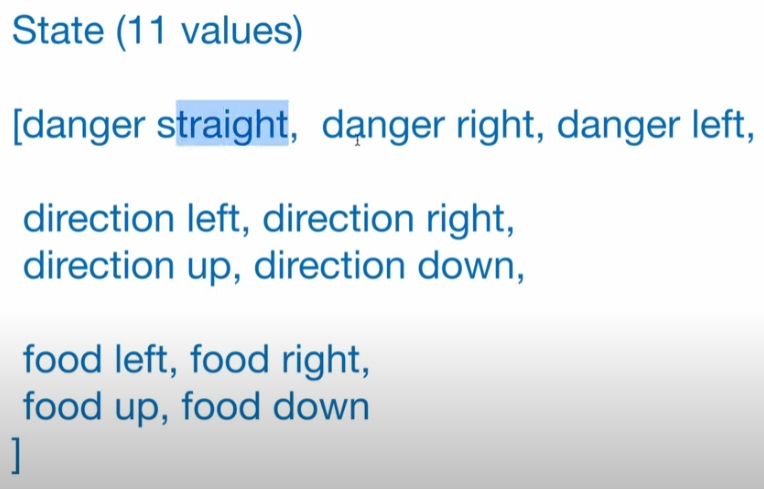 State (11 values)
[danger straight, danger right, danger left,
direction left, direction right,
direction up, direction down,
food left, food right,
food up, food down
]